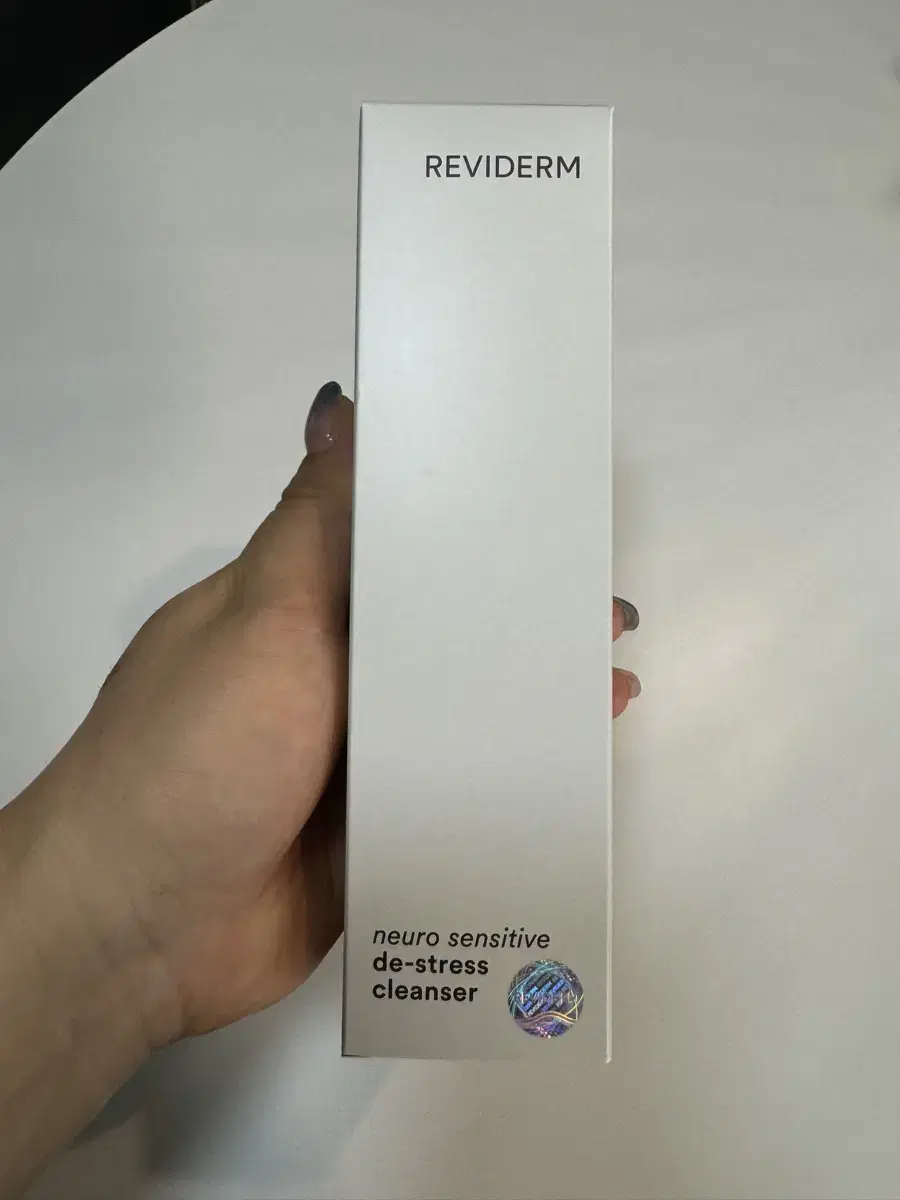 REVIDERM
neuro sensitive
de-stress
cleanser